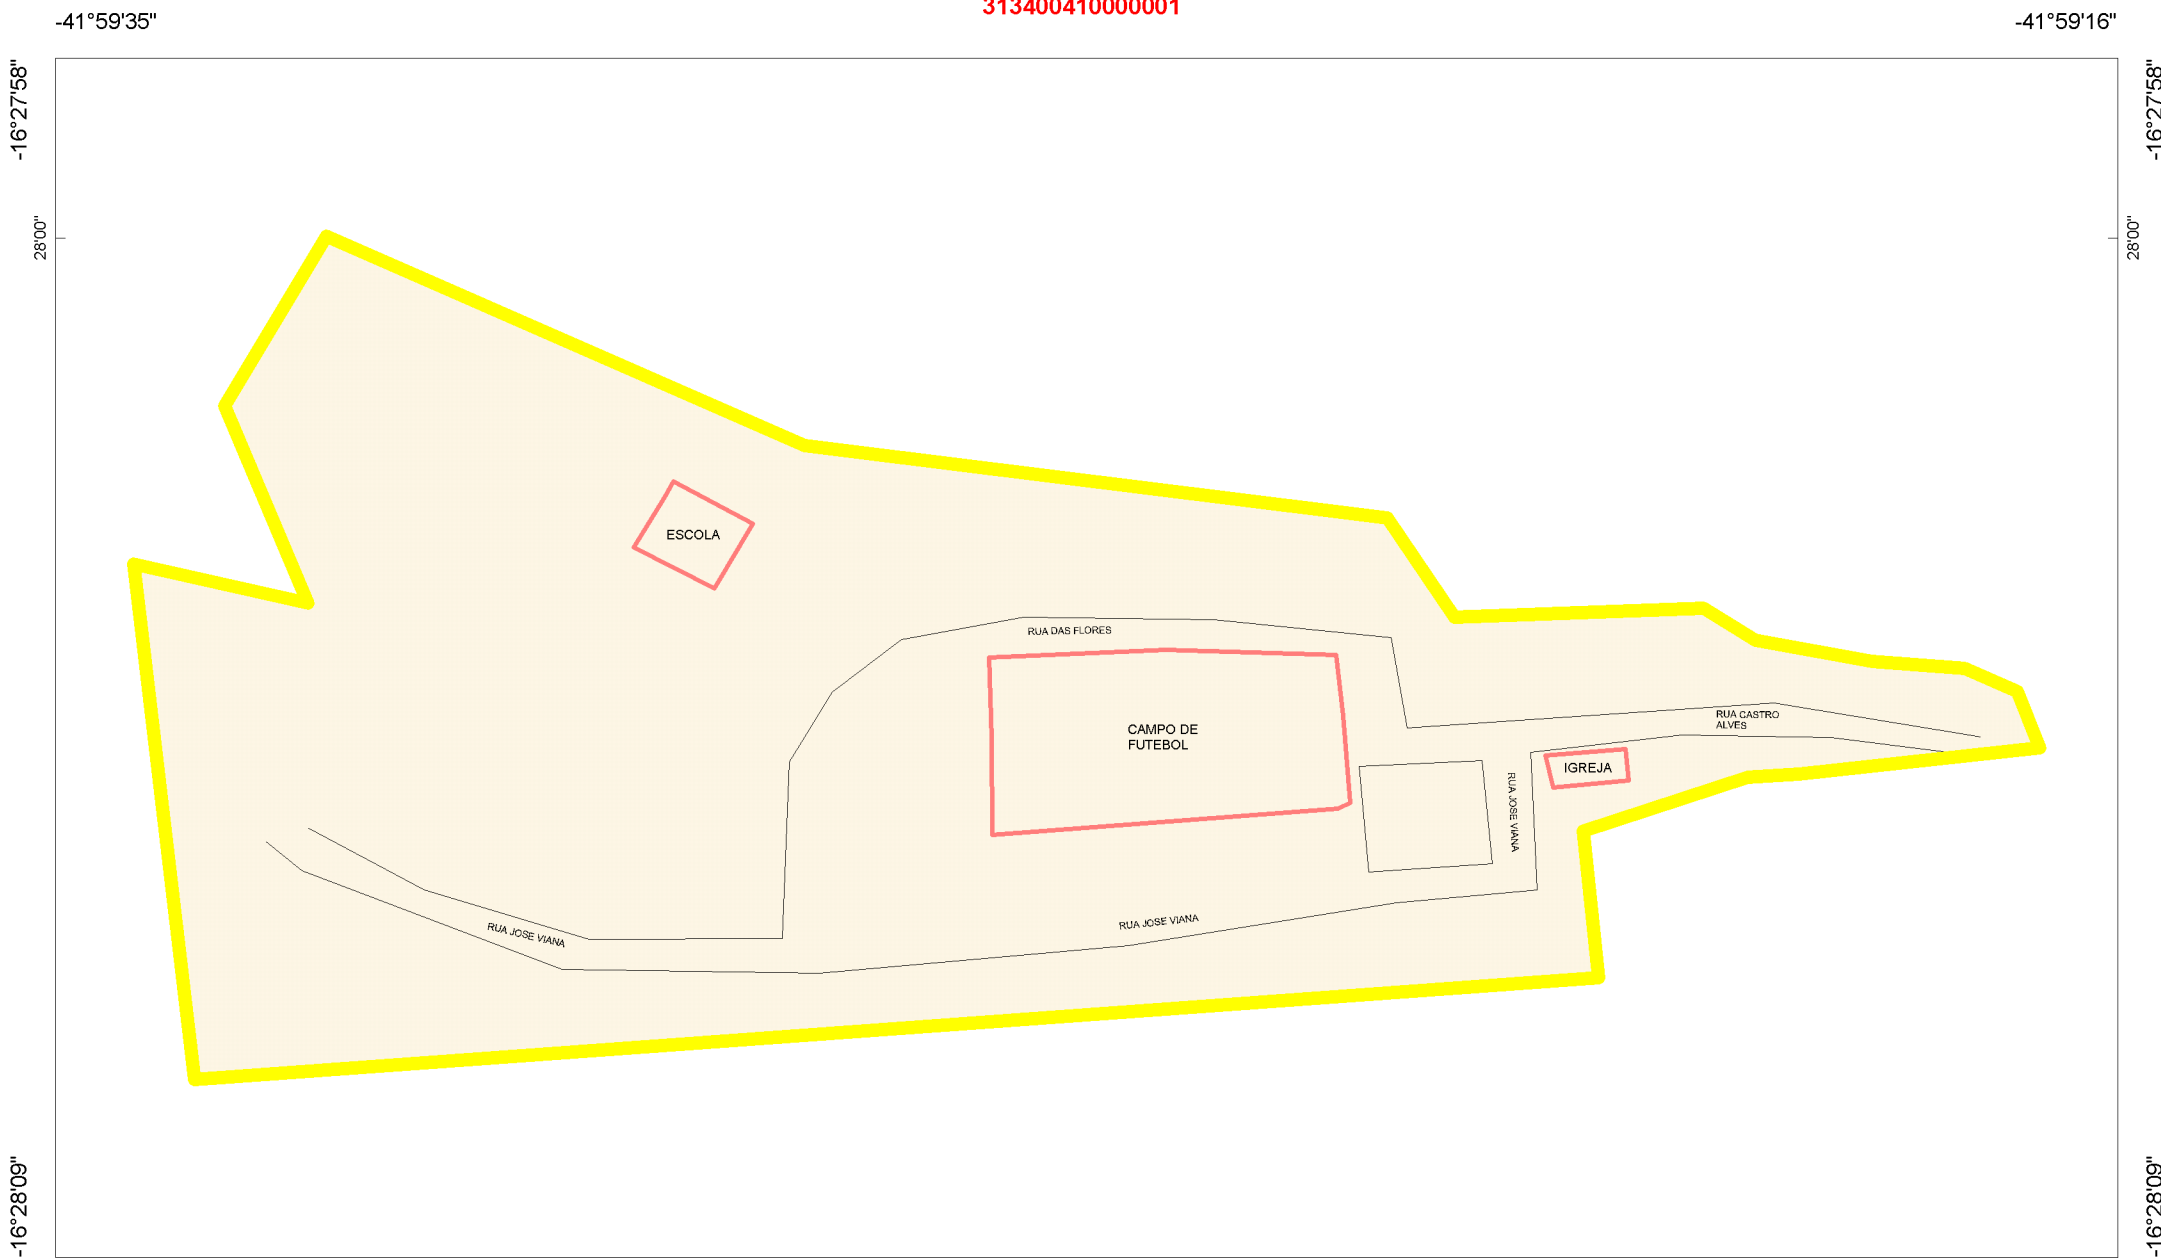 313400410000001
-41°59'35"
-41°59'16"
-16°27'58"
-16°27'58"
28'00"
28'00"
ESCOLA
RUA DAS FLORES
CAMPO DE
FUTEBOL
RUA CASTRO
ALVES
IGREJA
RUA JOSE VIANA
RUA JOSE VIANA
RUA JOSE VIANA
-16°28'09"
-16°28'09"